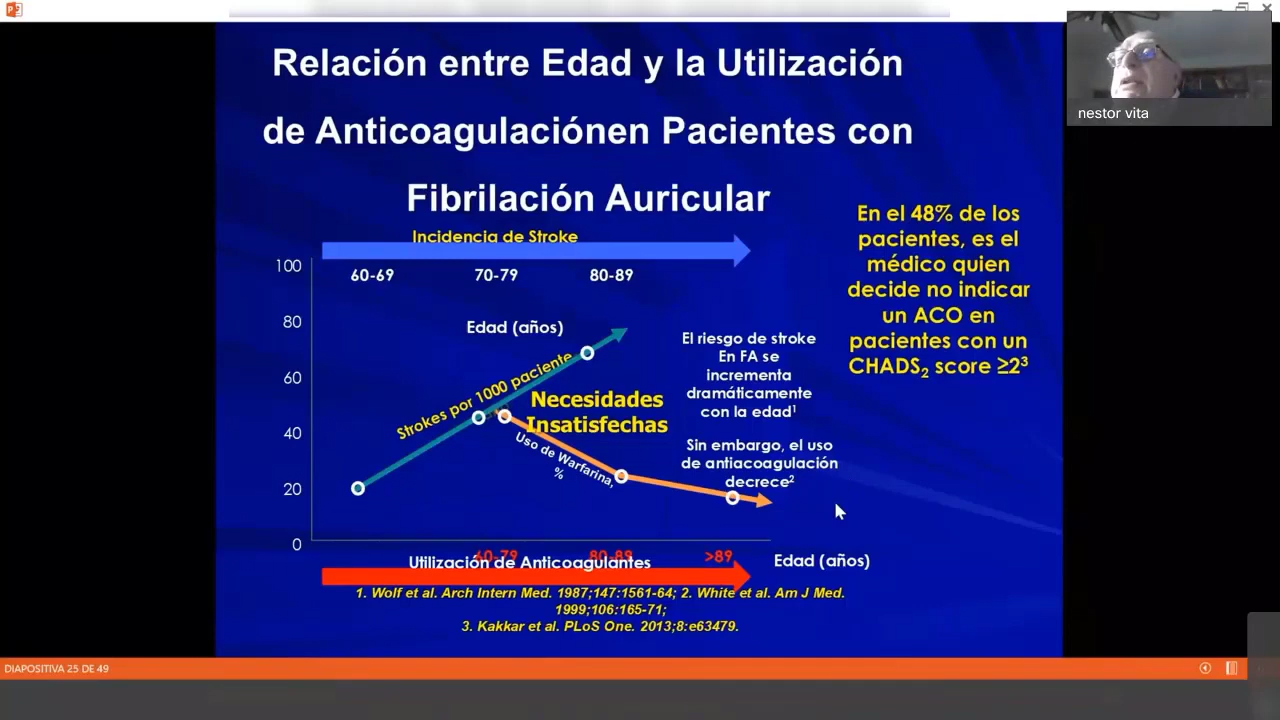 Relación entre Edad y la Utilización
de Anticoagulaciónen Pacientes con
Fibrilación Auricular
nestor vita
Incidencia de Stroke
60-69 70-79 80-89
Edad (años)
100
80
60
40
20
0
Strokes por 1000 paciente
Necesidades
Insatisfechas
Uso de Warfarina,
%
El riesgo de stroke
En FA se
incrementa
dramáticamente
con la edad¹
Sin embargo, el uso
de antiacoagulación
decrece²
En el 48% de los
pacientes, es el
médico quien
decide no indicar
un ACO en
pacientes con un
CHADS₂ score ≥2³
60-79 80-89 >89
Edad (años)
Utilización de Anticoagulantes
1. Wolf et al. Arch Intern Med. 1987;147:1561-64; 2. White et al. Am J Med.
1999;106:165-71;
3. Kakkar et al. PLoS One. 2013;8:e63479.
DIAPOSITIVA 25 DE 49